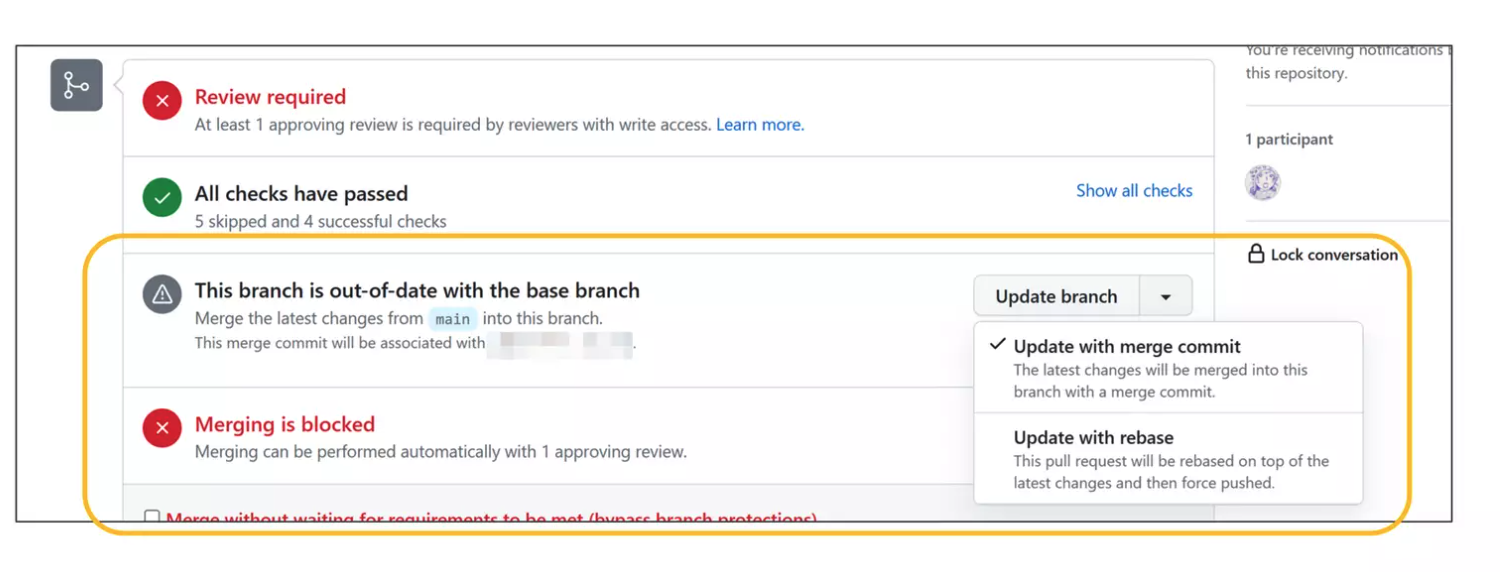 You're receiving notifications
this repository.
Review required
At least 1 approving review is required by reviewers with write access. Learn more.
1 participant
All checks have passed
Show all checks
5 skipped and 4 successful checks
Lock conversation
This branch is out-of-date with the base branch
Update branch
Merge the latest changes from main into this branch.
This merge commit will be associated with
Update with merge commit
The latest changes will be merged into this
branch with a merge commit.
Merging is blocked
Merging can be performed automatically with 1 approving review.
Update with rebase
This pull request will be rebased on top of the
latest changes and then force pushed.
Merge without waiting for requirements to be met (bypass branch protections)